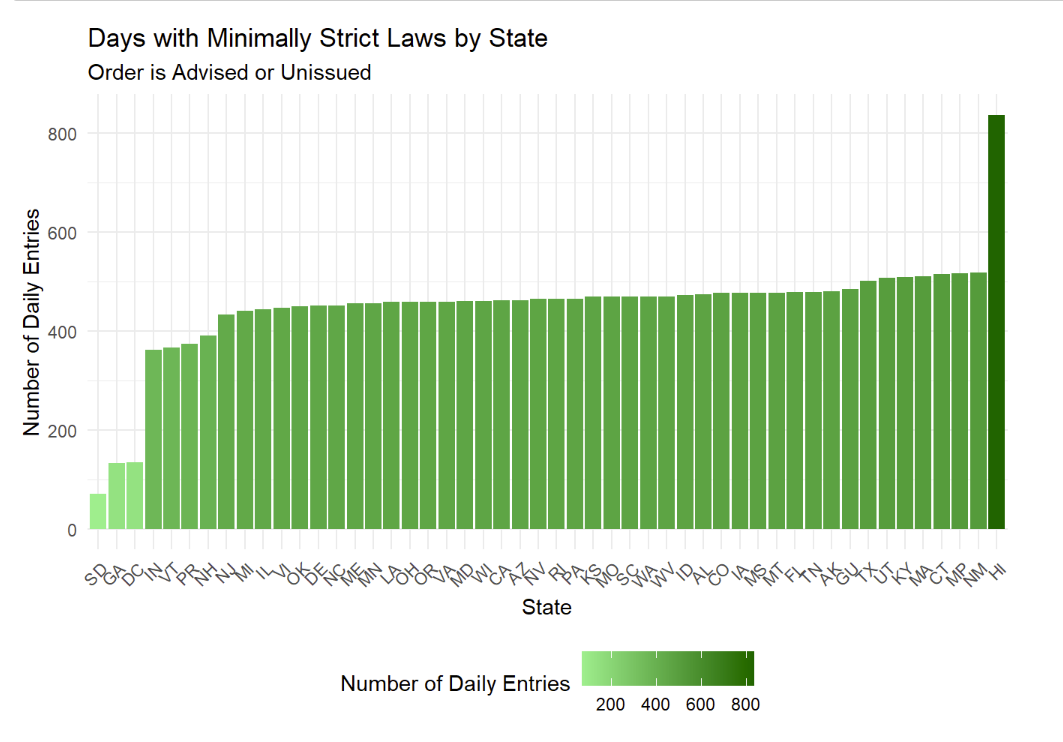 Days with Minimally Strict Laws by State
Order is Advised or Unissued
Number of Daily Entries
800
600
400
200
0
SD GA DC IN VT PR NH NJ MI IL VI OK DE NC ME MN LA OH OR VA MD WI CA AZ NV RI PA KS MO SC WA WV ID AL CO IA MS MT FL TN AK GU TX UT KY MA CT MP NM HI
State
Number of Daily Entries
200 400 600 800